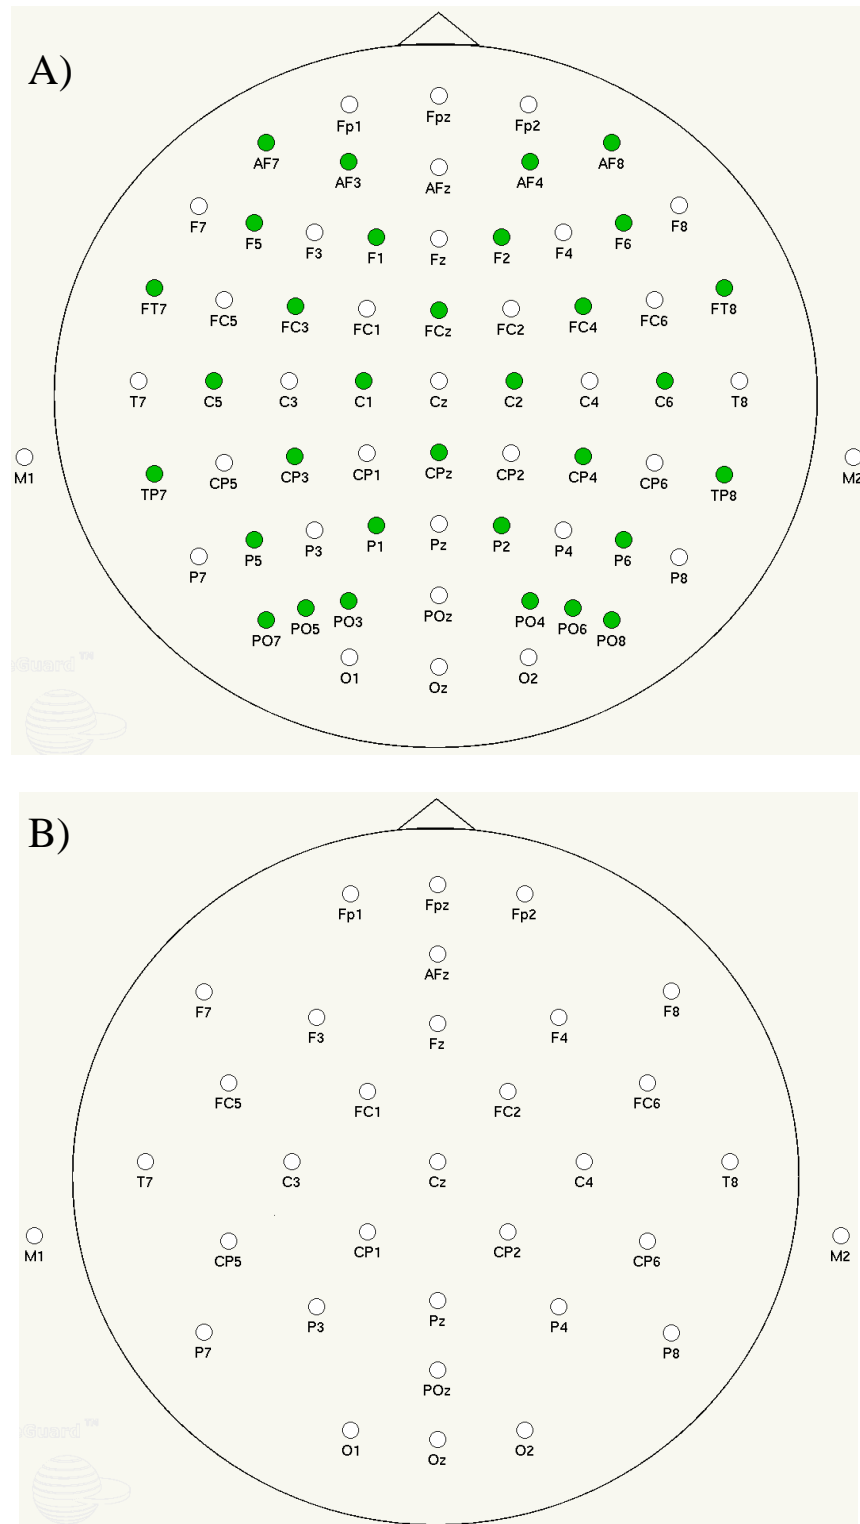 A)
Fp1 Fpz Fp2
AF7 AF3 AFz AF4 AF8
F7 F5 F3 F1 Fz F2 F4 F6 F8
FT7 FC5 FC3 FC1 FCz FC2 FC4 FC6 FT8
T7 C5 C3 C1 Cz C2 C4 C6 T8
M1 TP7 CP5 CP3 CP1 CPz CP2 CP4 CP6 TP8 M2
P7 P5 P3 P1 Pz P2 P4 P6 P8
PO7 PO5 PO3 POz PO4 PO6 PO8
Guard™
O1 Oz O2
B)
Fp1 Fpz Fp2
AFz
F7 F3 Fz F4 F8
FC5 FC1 FC2 FC6
T7 C3 Cz C4 T8
M1 CP5 CP1 CP2 CP6 M2
P7 P3 Pz P4 P8
POz
Guard™
O1 Oz O2